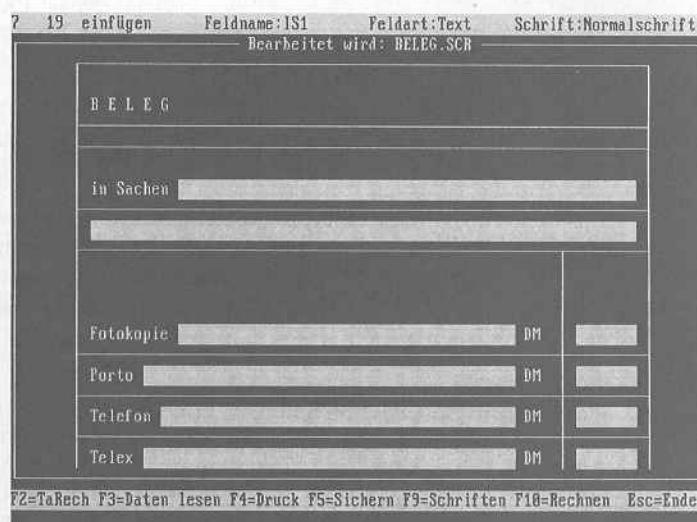 7 19 einfügen Feldname:IS1 Feldart:Text Schrift:Normalschrift
Bearbeitet wird: BELEG.SCR
B E L E G
in Sachen
Fotokopie DM
Porto DM
Telefon DM
Telex DM
F2=TaRech F3=Daten lesen F4=Druck F5=Sichern F9=Schriften F10=Rechnen Esc=Ende